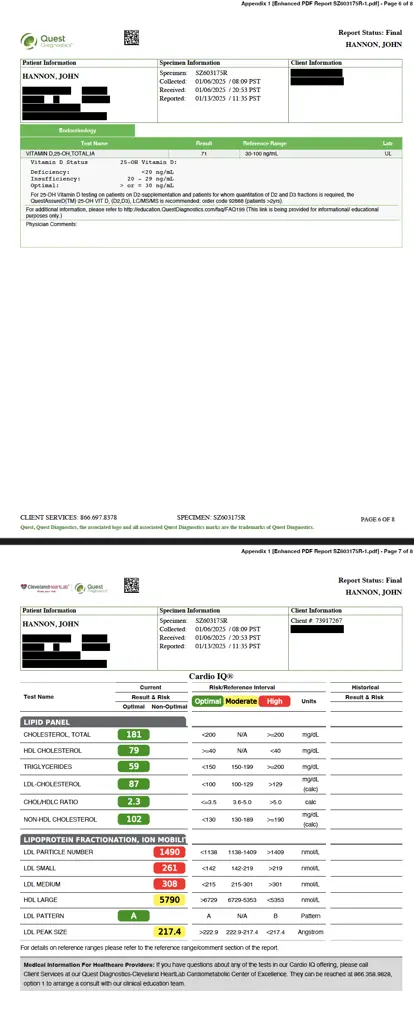 Appendix 1 [Enhanced PDF Report SZ603175R-1.pdf] - Page 6 of 8
Quest
Diagnostics
Report Status: Final
HANNON, JOHN
Patient Information Specimen Information Client Information
HANNON, JOHN
Specimen: SZ603175R
Collected: 01/06/2025 / 08:09 PST
Received: 01/06/2025 / 20:53 PST
Reported: 01/13/2025 / 11:35 PST
Endocrinology
Test Name Result Reference Range Lab
VITAMIN D,25-OH,TOTAL,IA 71 30-100 ng/mL UL
Vitamin D Status 25-OH Vitamin D:
Deficiency: <20 ng/mL
Insufficiency: 20 - 29 ng/mL
Optimal: > or = 30 ng/mL
For 25-OH Vitamin D testing on patients on D2-supplementation and patients for whom quantitation of D2 and D3 fractions is required, the
QuestAssureD(TM) 25-OH VIT D, (D2,D3), LC/MS/MS is recommended: order code 92888 (patients >2yrs).
For additional information, please refer to http://education.QuestDiagnostics.com/faq/FAQ199 (This link is being provided for informational/ educational
purposes only.)
Physician Comments:
CLIENT SERVICES: 866.697.8378 SPECIMEN: SZ603175R PAGE 6 OF 8
Quest, Quest Diagnostics, the associated logo and all associated Quest Diagnostics marks are the trademarks of Quest Diagnostics.
Appendix 1 [Enhanced PDF Report SZ603175R-1.pdf] - Page 7 of 8
Cleveland HeartLab
Quest
Diagnostics
Report Status: Final
HANNON, JOHN
Patient Information Specimen Information Client Information
HANNON, JOHN
Specimen: SZ603175R
Collected: 01/06/2025 / 08:09 PST
Received: 01/06/2025 / 20:53 PST
Reported: 01/13/2025 / 11:35 PST
Client #: 73917267
Cardio IQ®
Current Risk/Reference Interval Historical
Test Name Result & Risk Optimal Moderate High Units Result & Risk
Optimal Non-Optimal
LIPID PANEL
CHOLESTEROL, TOTAL 181 <200 N/A >=200 mg/dL
HDL CHOLESTEROL 79 >=40 N/A <40 mg/dL
TRIGLYCERIDES 59 <150 150-199 >=200 mg/dL
LDL-CHOLESTEROL 87 <100 100-129 >129 mg/dL (calc)
CHOL/HDLC RATIO 2.3 <=3.5 3.6-5.0 >5.0 calc
NON-HDL CHOLESTEROL 102 <130 130-189 >=190 mg/dL (calc)
LIPOPROTEIN FRACTIONATION, ION MOBILIT
LDL PARTICLE NUMBER 1490 <1138 1138-1409 >1409 nmol/L
LDL SMALL 261 <142 142-219 >219 nmol/L
LDL MEDIUM 308 <215 215-301 >301 nmol/L
HDL LARGE 5790 >6729 6729-5353 <5353 nmol/L
LDL PATTERN A A N/A B Pattern
LDL PEAK SIZE 217.4 >222.9 222.9-217.4 <217.4 Angstrom
For details on reference ranges please refer to the reference range/comment section of the report.
Medical Information For Healthcare Providers: If you have questions about any of the tests in our Cardio IQ offering, please call
Client Services at our Quest Diagnostics-Cleveland HeartLab Cardiometabolic Center of Excellence. They can be reached at 866.358.9828,
option 1 to arrange a consult with our clinical education team.